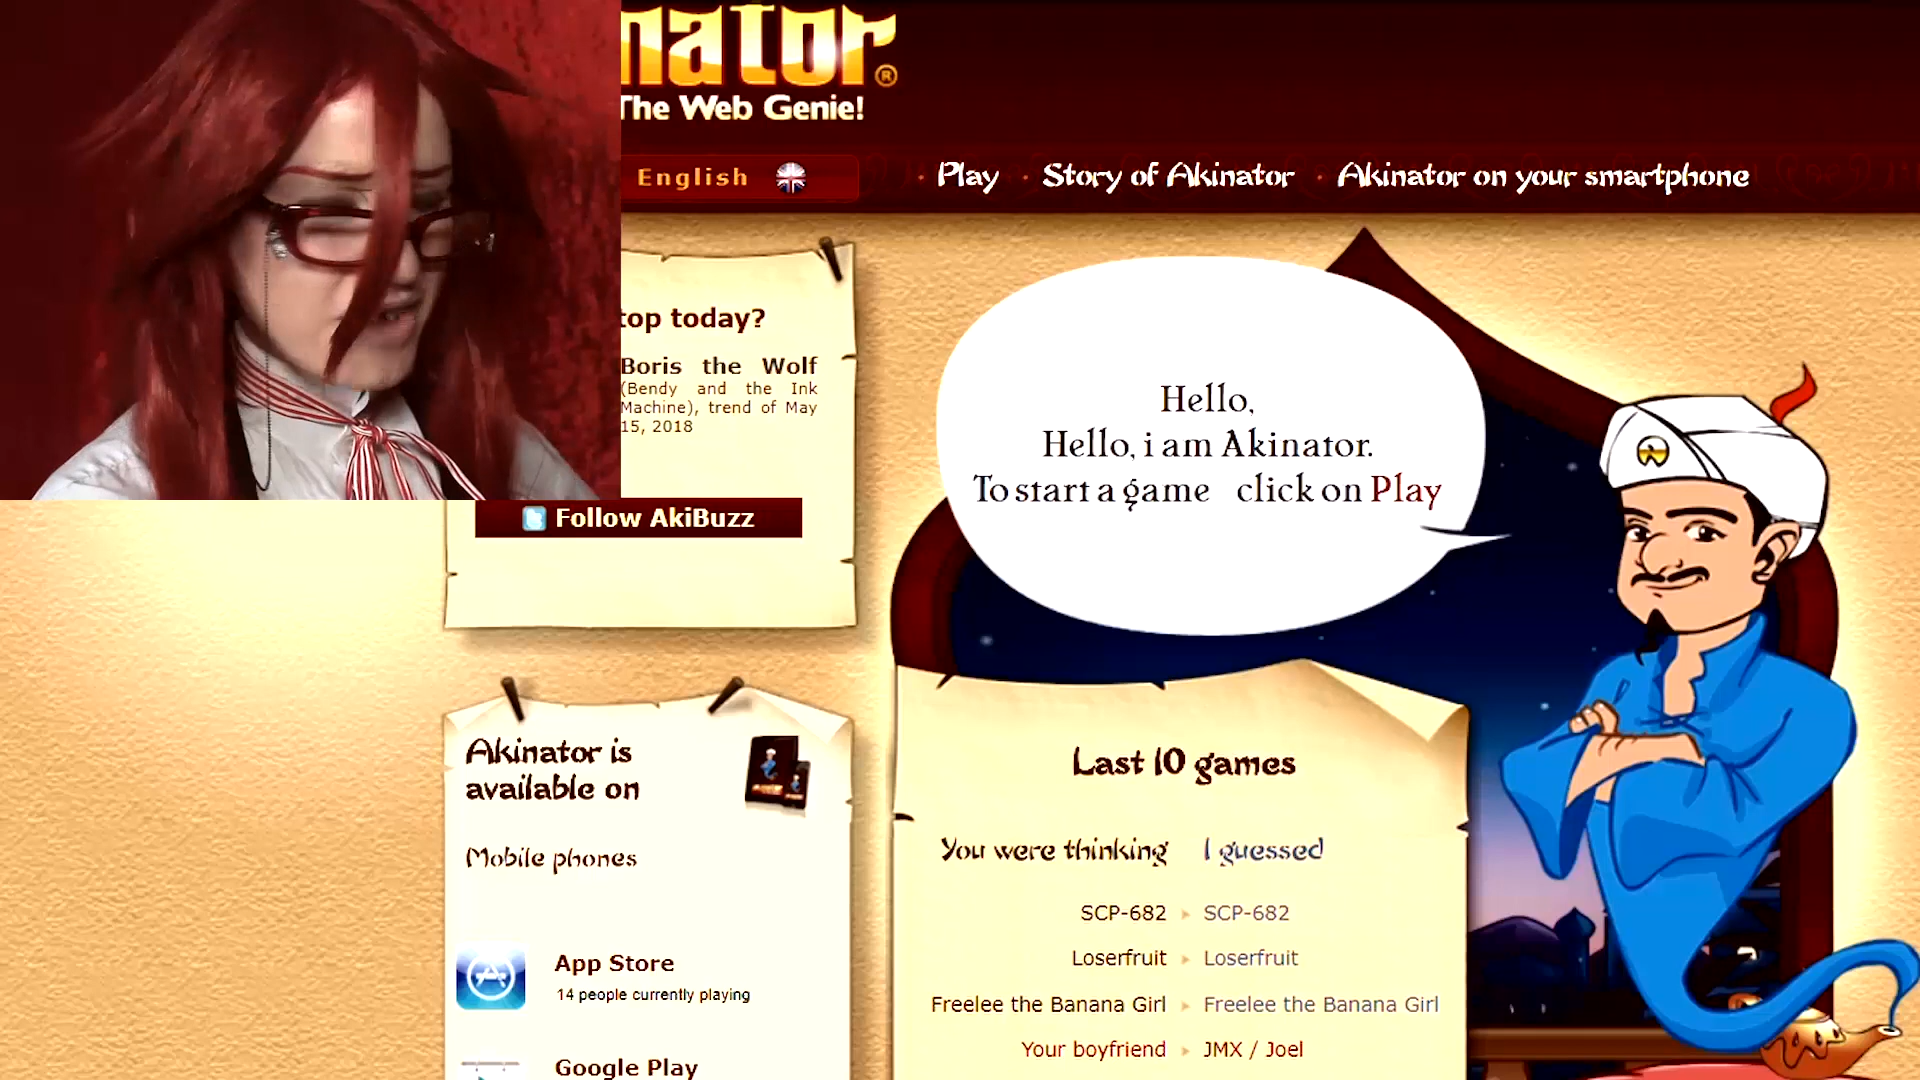 nator®
The Web Genie!
English
· Play · Story of Akinator · Akinator on your smartphone
top today?
Boris the Wolf
(Bendy and the Ink
Machine), trend of May
15, 2018
Follow AkiBuzz
Hello,
Hello, i am Akinator.
To start a game click on Play
Akinator is
available on
Mobile phones
App Store
14 people currently playing
Google Play
Last 10 games
You were thinking I guessed
SCP-682 SCP-682
Loserfruit Loserfruit
Freelee the Banana Girl Freelee the Banana Girl
Your boyfriend JMX / Joel